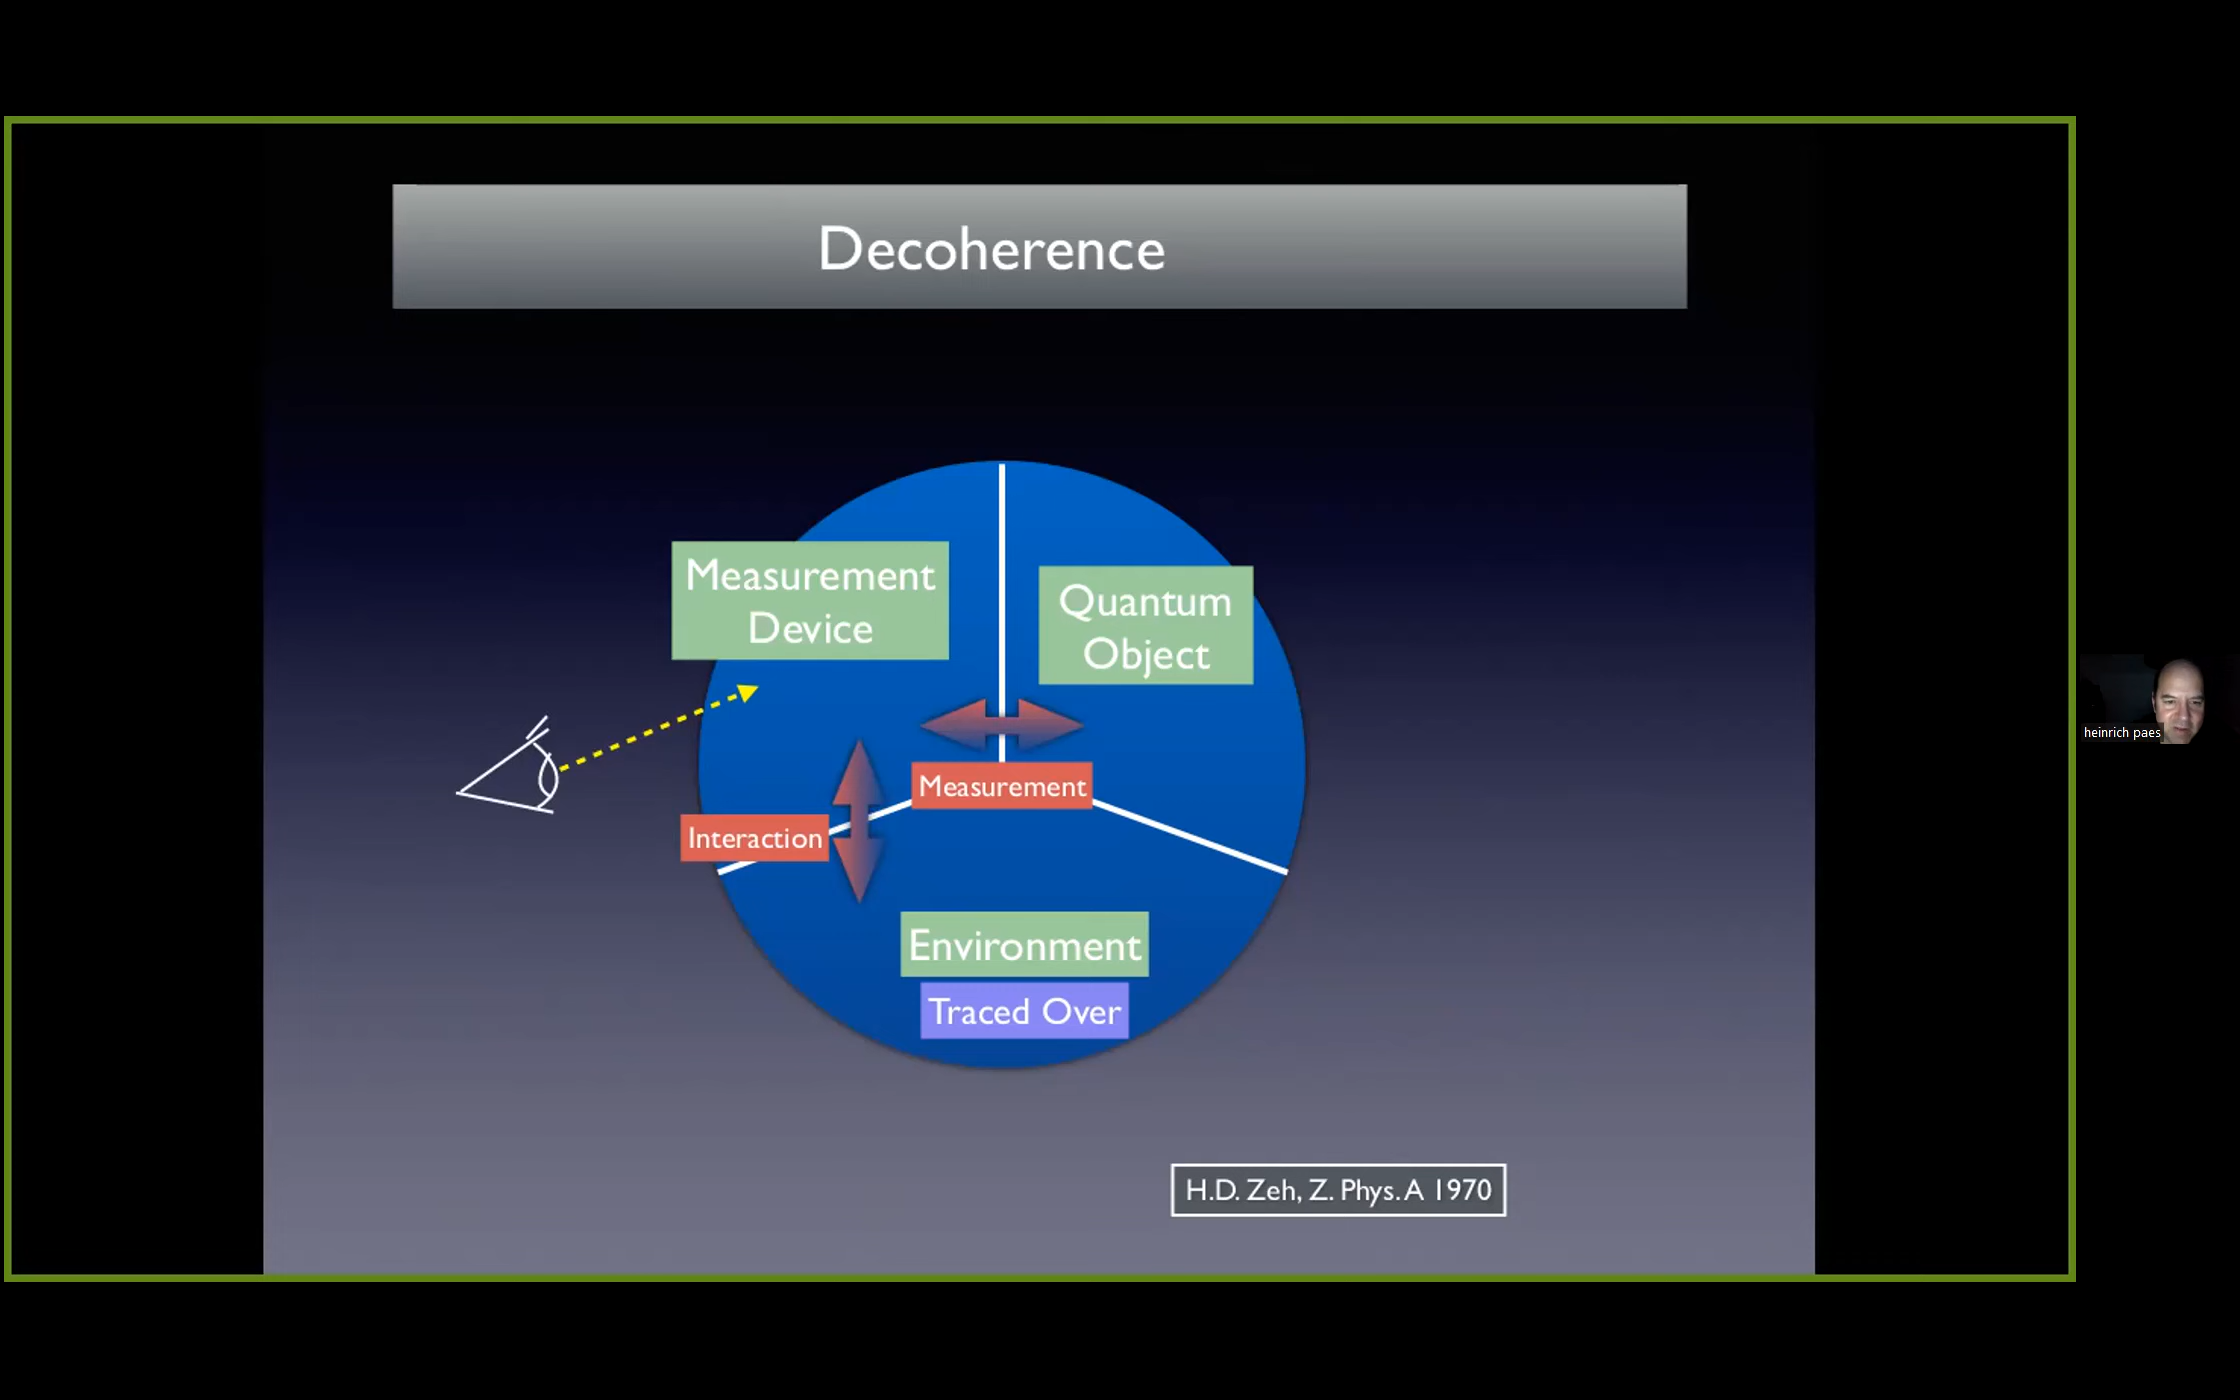 Decoherence
Measurement
Device
Quantum
Object
Measurement
Interaction
Environment
Traced Over
H.D. Zeh, Z. Phys. A 1970
heinrich paes